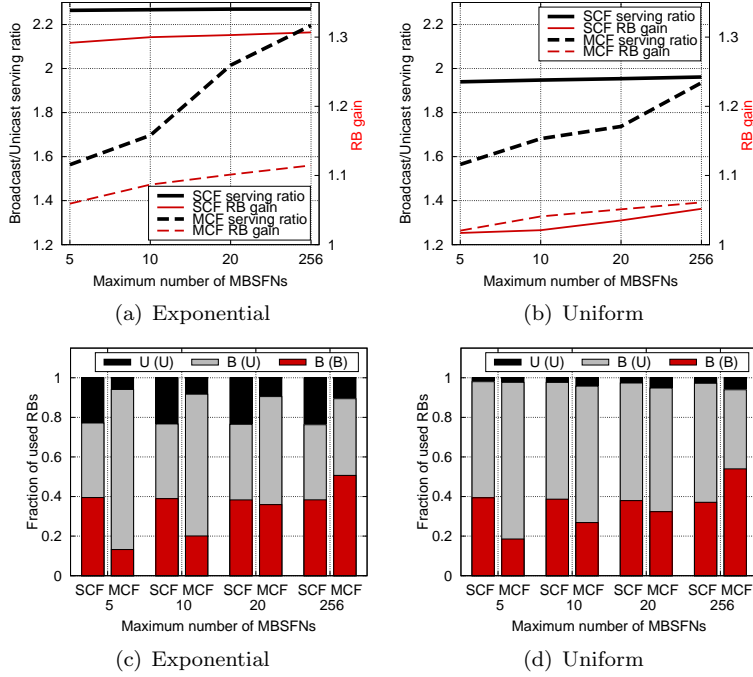 2.2
2
1.8
1.6
1.4
1.2
Broadcast/Unicast serving ratio
1.3
1.2
1.1
1
RB gain
SCF serving ratio
SCF RB gain
MCF serving ratio
MCF RB gain
5 10 20 256
Maximum number of MBSFNs
(a) Exponential
2.2
2
1.8
1.6
1.4
1.2
Broadcast/Unicast serving ratio
1.3
1.2
1.1
1
RB gain
SCF serving ratio
SCF RB gain
MCF serving ratio
MCF RB gain
5 10 20 256
Maximum number of MBSFNs
(b) Uniform
U (U) B (U) B (B)
1
0.8
0.6
0.4
0.2
0
Fraction of used RBs
SCF MCF SCF MCF SCF MCF SCF MCF
5 10 20 256
Maximum number of MBSFNs
(c) Exponential
U (U) B (U) B (B)
1
0.8
0.6
0.4
0.2
0
Fraction of used RBs
SCF MCF SCF MCF SCF MCF SCF MCF
5 10 20 256
Maximum number of MBSFNs
(d) Uniform